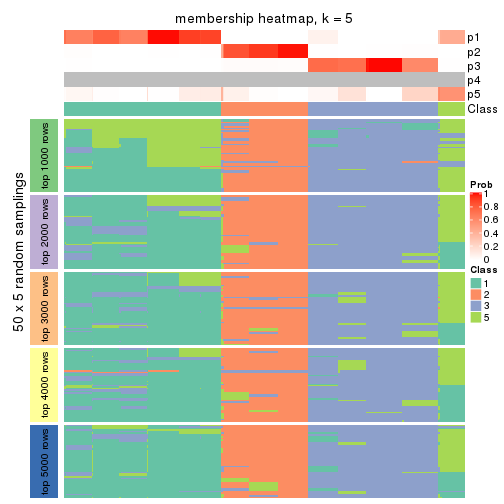 membership heatmap, k = 5
p1
p2
p3
p4
p5
Class
50 x 5 random samplings
top 1000 rows
top 2000 rows
top 3000 rows
top 4000 rows
top 5000 rows
Prob
1
0.8
0.6
0.4
0.2
0
Class
1
2
3
5